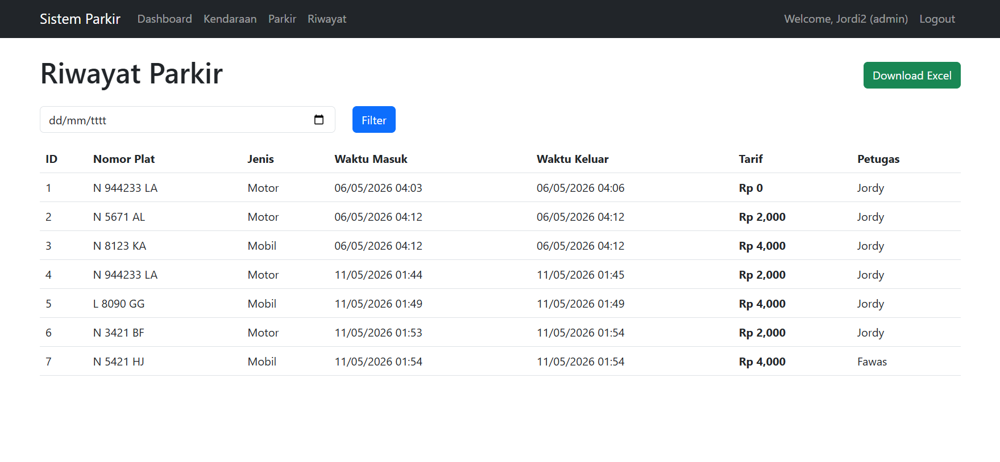 Sistem Parkir Dashboard Kendaraan Parkir Riwayat Welcome, Jordi2 (admin) Logout
Riwayat Parkir
Download Excel
dd/mm/tttt Filter
ID Nomor Plat Jenis Waktu Masuk Waktu Keluar Tarif Petugas
1 N 944233 LA Motor 06/05/2026 04:03 06/05/2026 04:06 Rp 0 Jordy
2 N 5671 AL Motor 06/05/2026 04:12 06/05/2026 04:12 Rp 2,000 Jordy
3 N 8123 KA Mobil 06/05/2026 04:12 06/05/2026 04:12 Rp 4,000 Jordy
4 N 944233 LA Motor 11/05/2026 01:44 11/05/2026 01:45 Rp 2,000 Jordy
5 L 8090 GG Mobil 11/05/2026 01:49 11/05/2026 01:49 Rp 4,000 Jordy
6 N 3421 BF Motor 11/05/2026 01:53 11/05/2026 01:54 Rp 2,000 Jordy
7 N 5421 HJ Mobil 11/05/2026 01:54 11/05/2026 01:54 Rp 4,000 Fawas